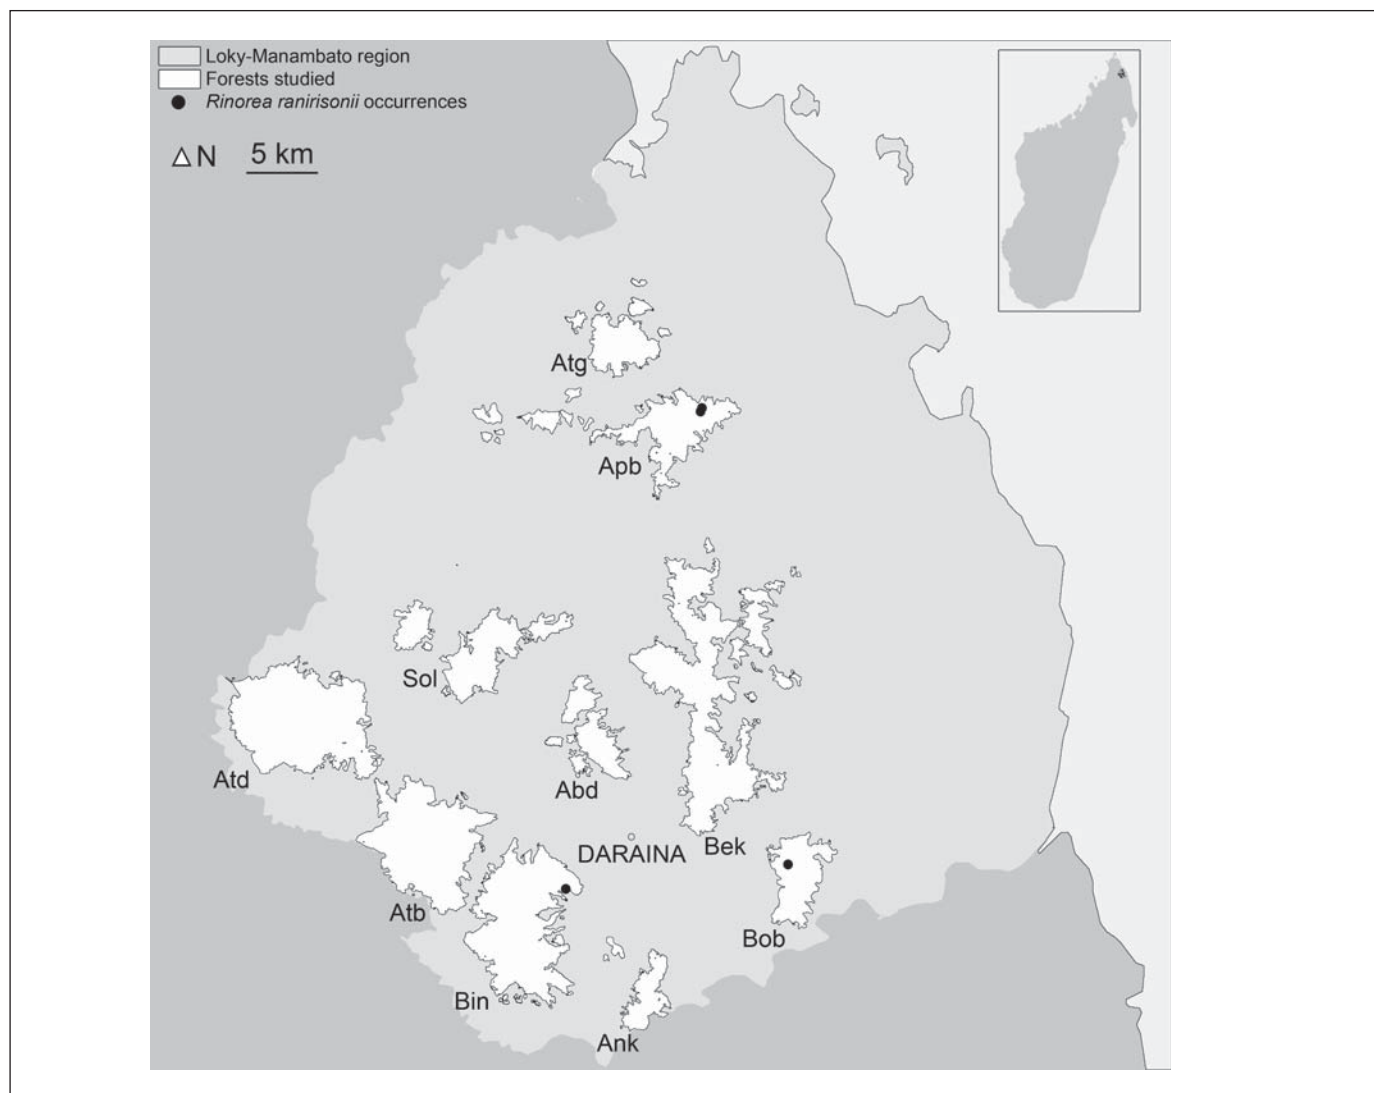 Loky-Manambato region
Forests studied
Rinorea ranirisonii occurrences
N 5 km
Atg
Apb
Sol
Atd
Abd
DARAINA
Bek
Atb
Bob
Bin
Ank